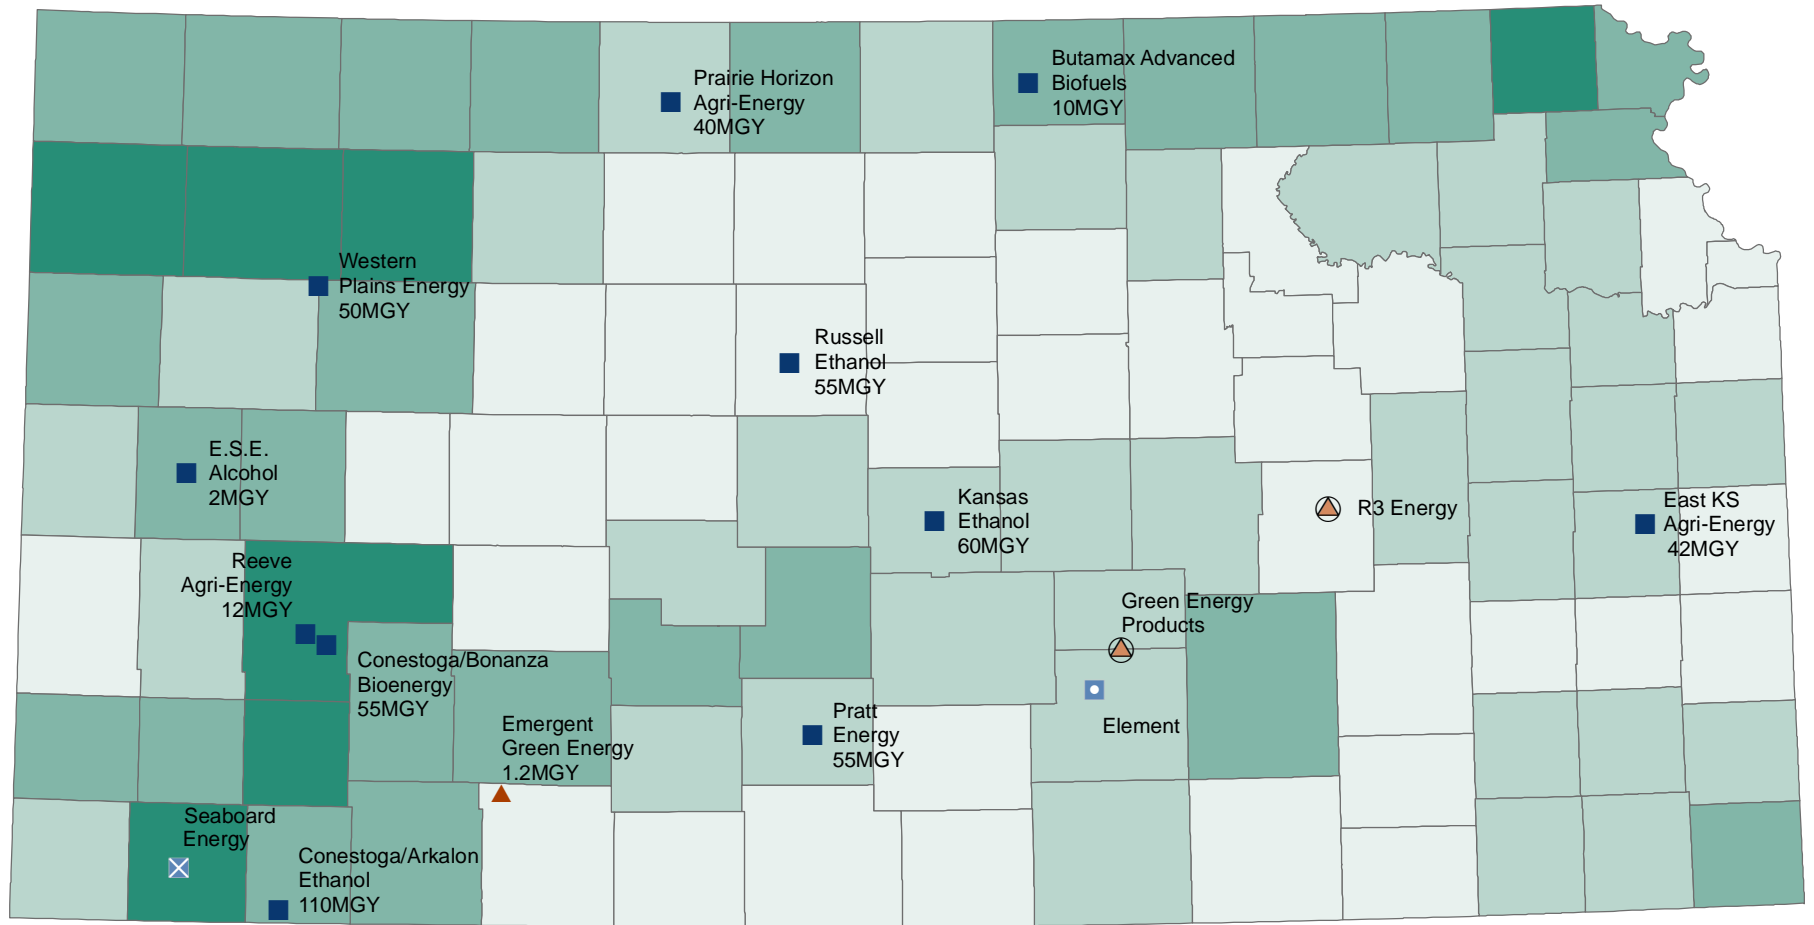 Prairie Horizon
Agri-Energy
40MGY
Butamax Advanced
Biofuels
10MGY
Western
Plains Energy
50MGY
Russell
Ethanol
55MGY
E.S.E.
Alcohol
2MGY
Kansas
Ethanol
60MGY
R3 Energy
East KS
Agri-Energy
42MGY
Reeve
Agri-Energy
12MGY
Green Energy
Products
Conestoga/Bonanza
Bioenergy
55MGY
Emergent
Green Energy
1.2MGY
Pratt
Energy
55MGY
Element
Seaboard
Energy
Conestoga/Arkalon
Ethanol
110MGY